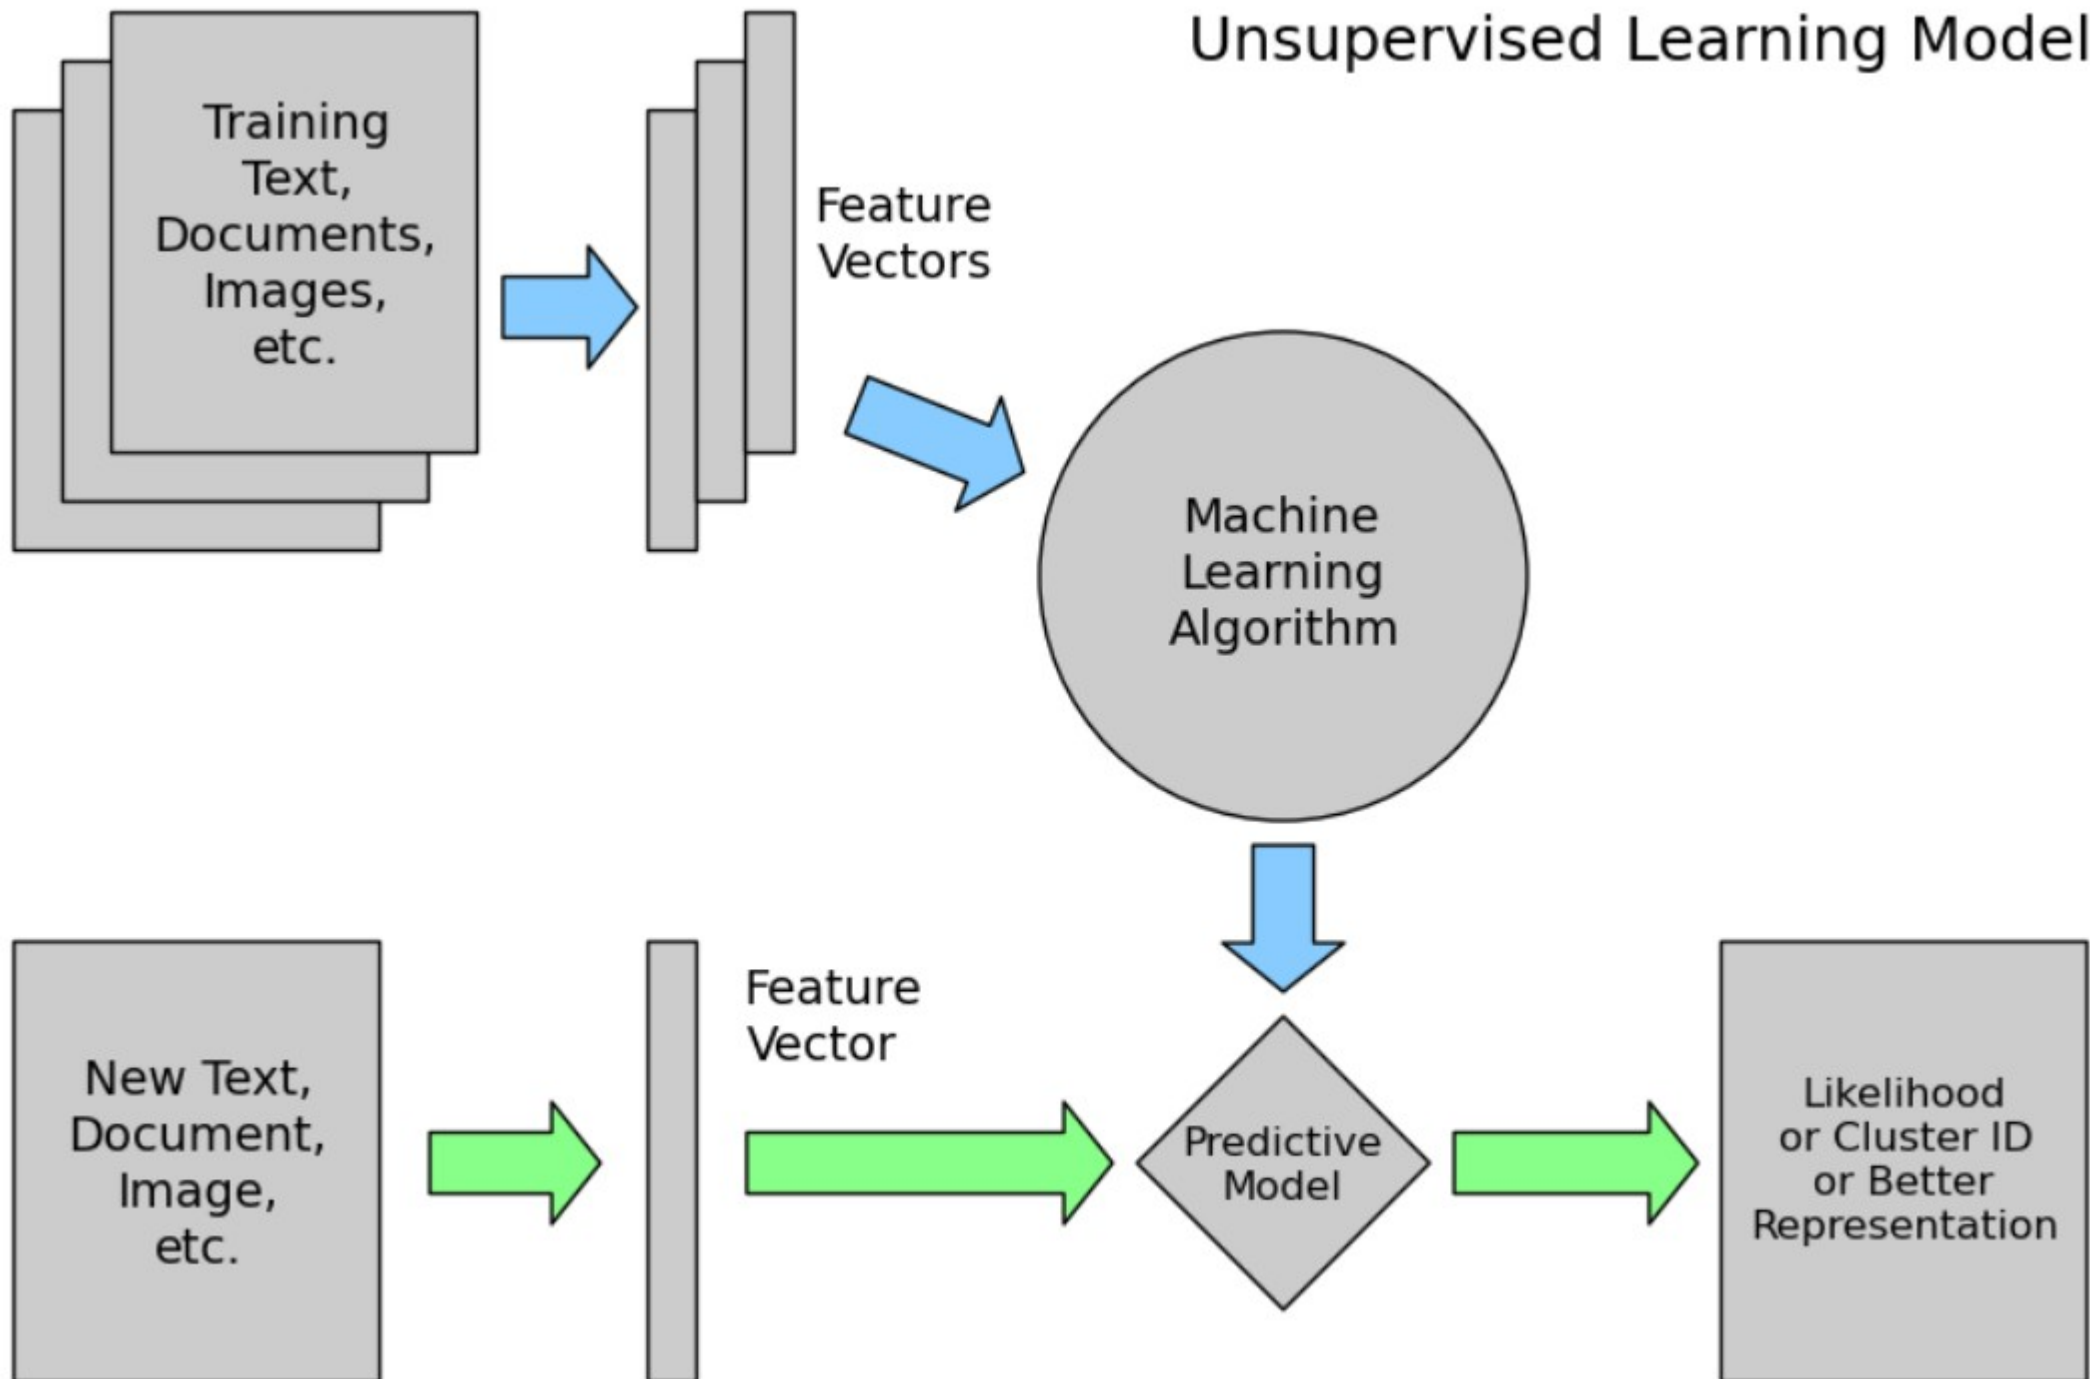 Unsupervised Learning Model
Training
Text,
Documents,
Images,
etc.
Feature
Vectors
Machine
Learning
Algorithm
New Text,
Document,
Image,
etc.
Feature
Vector
Predictive
Model
Likelihood
or Cluster ID
or Better
Representation